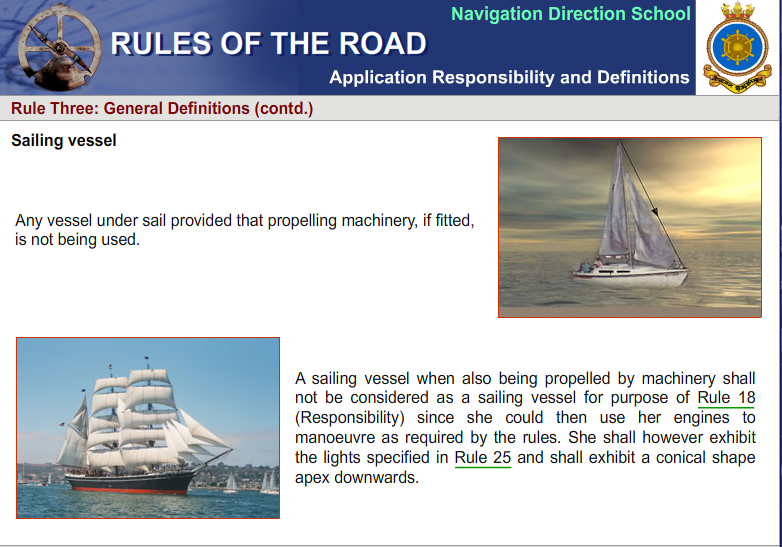 Navigation Direction School
RULES OF THE ROAD
Application Responsibility and Definitions
Rule Three: General Definitions (contd.)
Sailing vessel
Any vessel under sail provided that propelling machinery, if fitted,
is not being used.
A sailing vessel when also being propelled by machinery shall
not be considered as a sailing vessel for purpose of Rule 18
(Responsibility) since she could then use her engines to
manoeuvre as required by the rules. She shall however exhibit
the lights specified in Rule 25 and shall exhibit a conical shape
apex downwards.